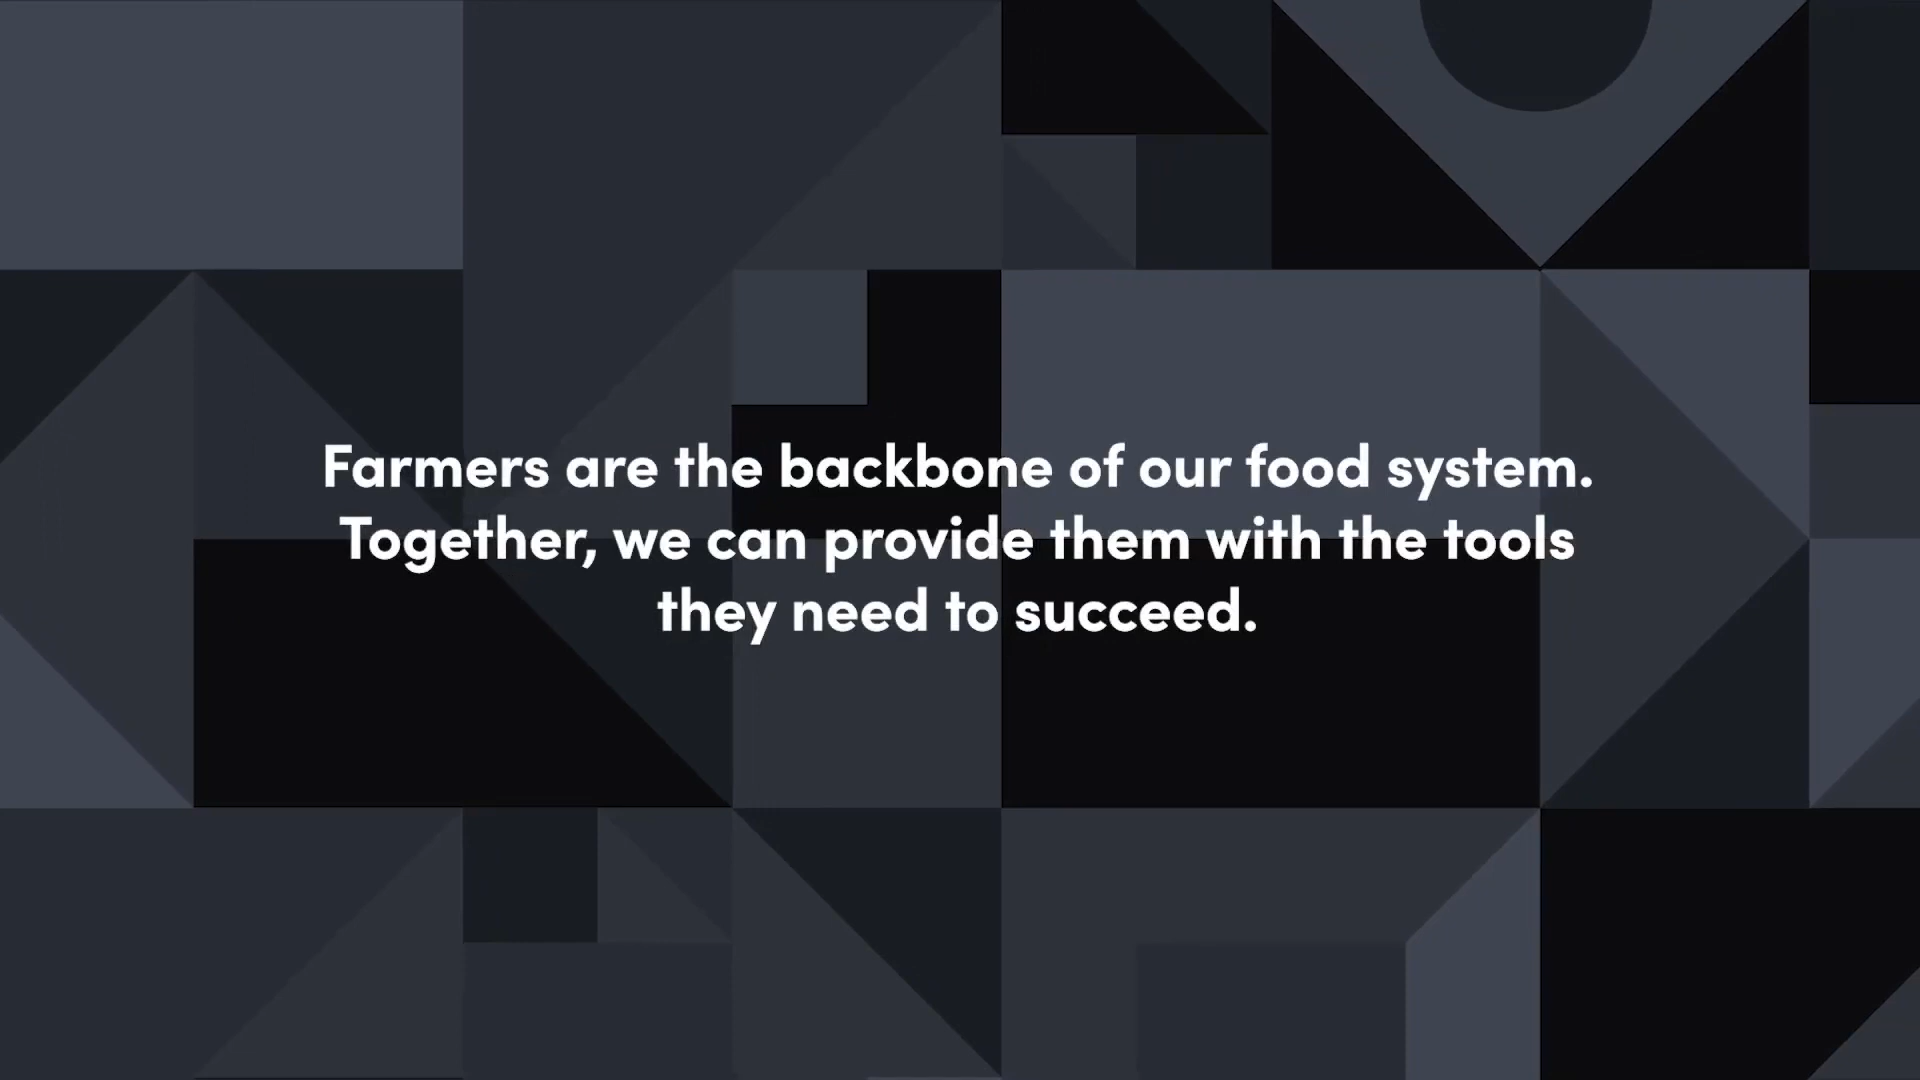 Farmers are the backbone of our food system.
Together, we can provide them with the tools
they need to succeed.